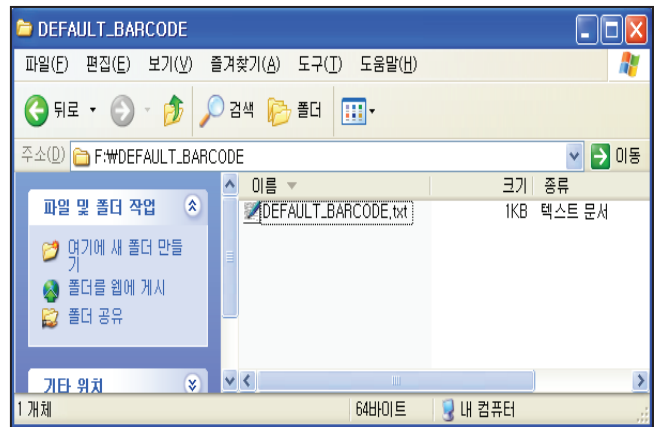 DEFAULT_BARCODE
파일(F) 편집(E) 보기(V) 즐겨찾기(A) 도구(T) 도움말(H)
뒤로 검색 폴더
주소(D) F:₩DEFAULT_BARCODE 이동
이름 크기 종류
파일 및 폴더 작업
DEFAULT_BARCODE.txt 1KB 텍스트 문서
여기에 새 폴더 만들
기
폴더를 웹에 게시
폴더 공유
기타 위치
1 개체 64바이트 내 컴퓨터